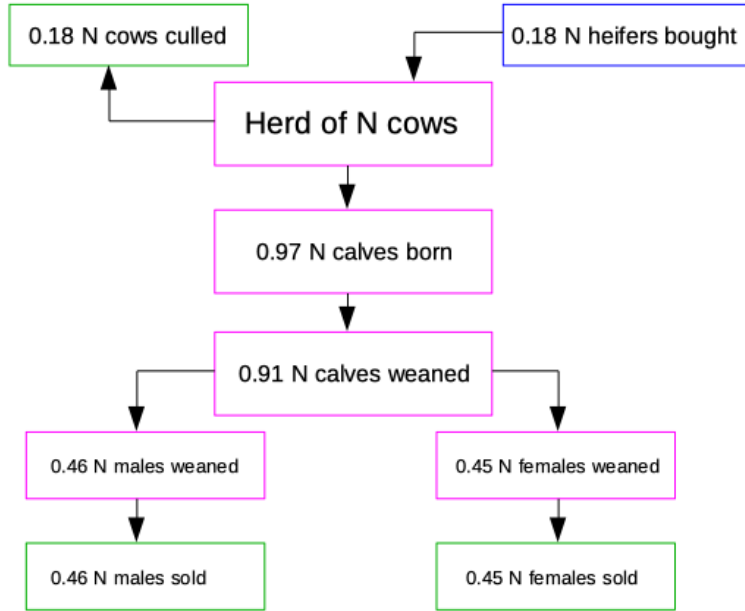 0.18 N cows culled
0.18 N heifers bought
Herd of N cows
0.97 N calves born
0.91 N calves weaned
0.46 N males weaned
0.45 N females weaned
0.46 N males sold
0.45 N females sold